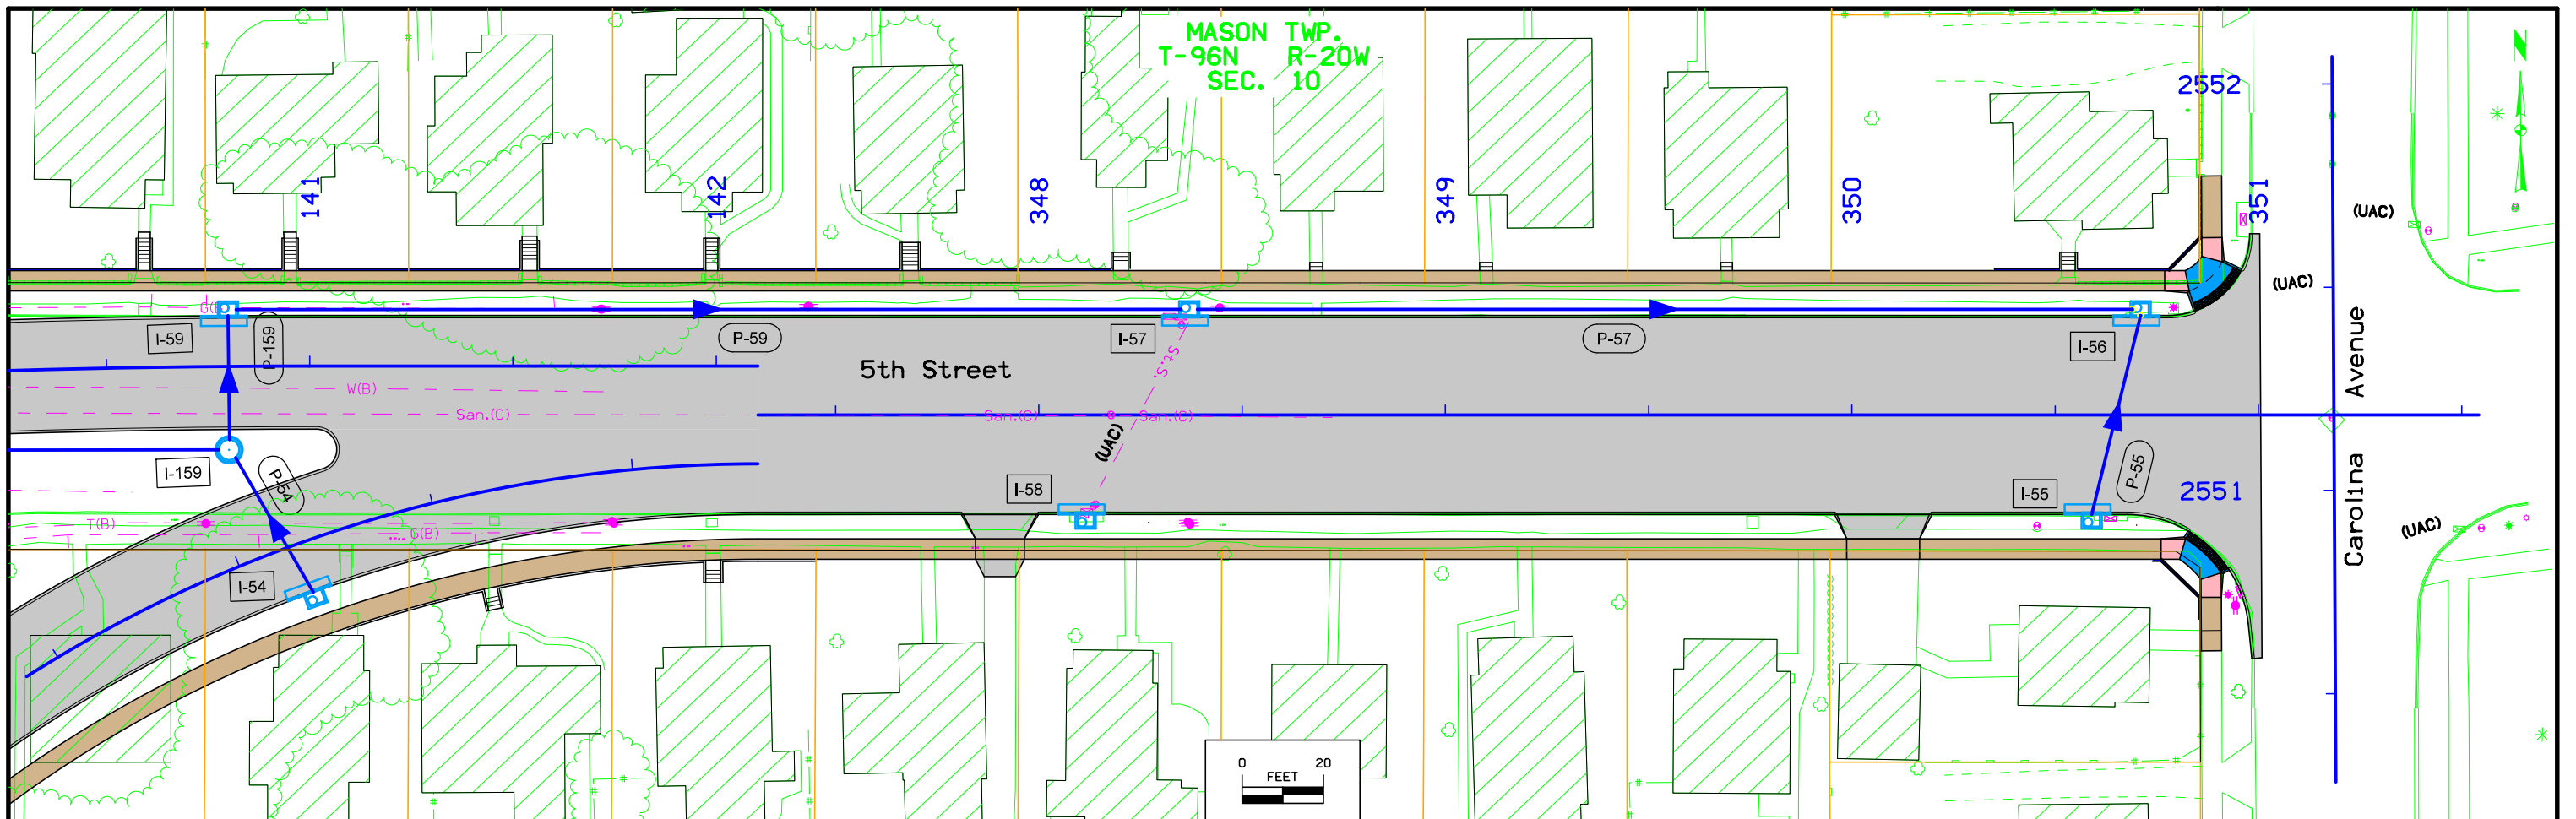 MASON TWP.
T-96N R-20W
SEC. 10
N
2552
141
142
348
349
350
351
(UAC)
(UAC)
G(B)
I-59
P-159
P-59
I-57
P-57
I-56
St.S.
5th Street
Avenue
W(B)
San.(C)
San.(C)
San.(C)
(UAC)
I-159
P-54
I-58
I-55
P-55
2551
Carolina
(UAC)
T(B)
G(B)
I-54
0 20
FEET